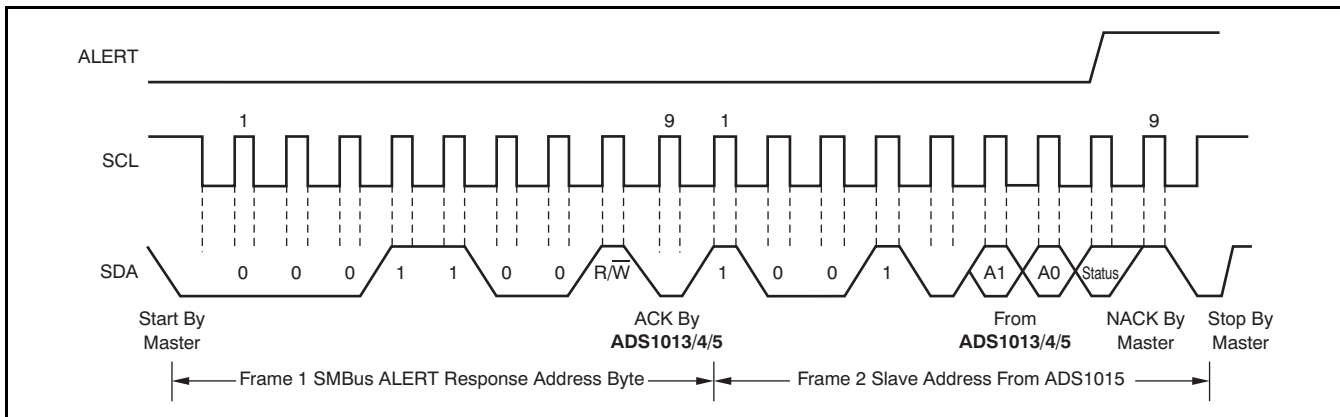 ALERT
1 9 1 9
SCL
SDA 0 0 0 1 1 0 0 R/W 1 0 0 1 A1 A0 Status
Start By
Master
ACK By
ADS1013/4/5
From
ADS1013/4/5
NACK By
Master
Stop By
Master
Frame 1 SMBus ALERT Response Address Byte
Frame 2 Slave Address From ADS1015